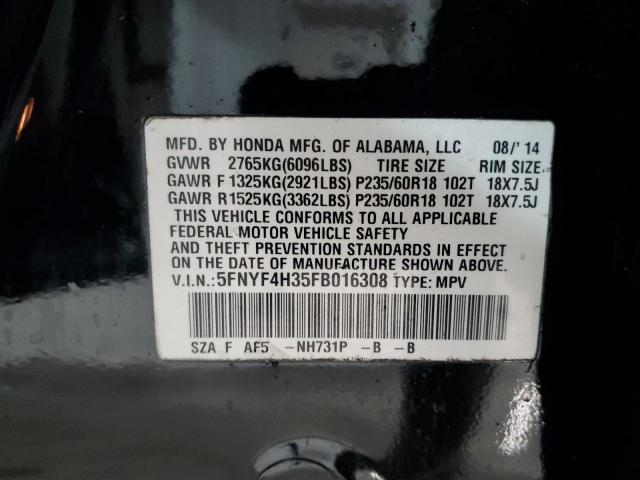 MFD. BY HONDA MFG. OF ALABAMA, LLC 08/'14
GVWR 2765KG(6096LBS) TIRE SIZE RIM SIZE
GAWR F 1325KG(2921LBS) P235/60R18 102T 18X7.5J
GAWR R1525KG(3362LBS) P235/60R18 102T 18X7.5J
THIS VEHICLE CONFORMS TO ALL APPLICABLE
FEDERAL MOTOR VEHICLE SAFETY
AND THEFT PREVENTION STANDARDS IN EFFECT
ON THE DATE OF MANUFACTURE SHOWN ABOVE.
V.I.N.: 5FNYF4H35FB016308 TYPE: MPV
SZA F AF5 -NH731P -B -B